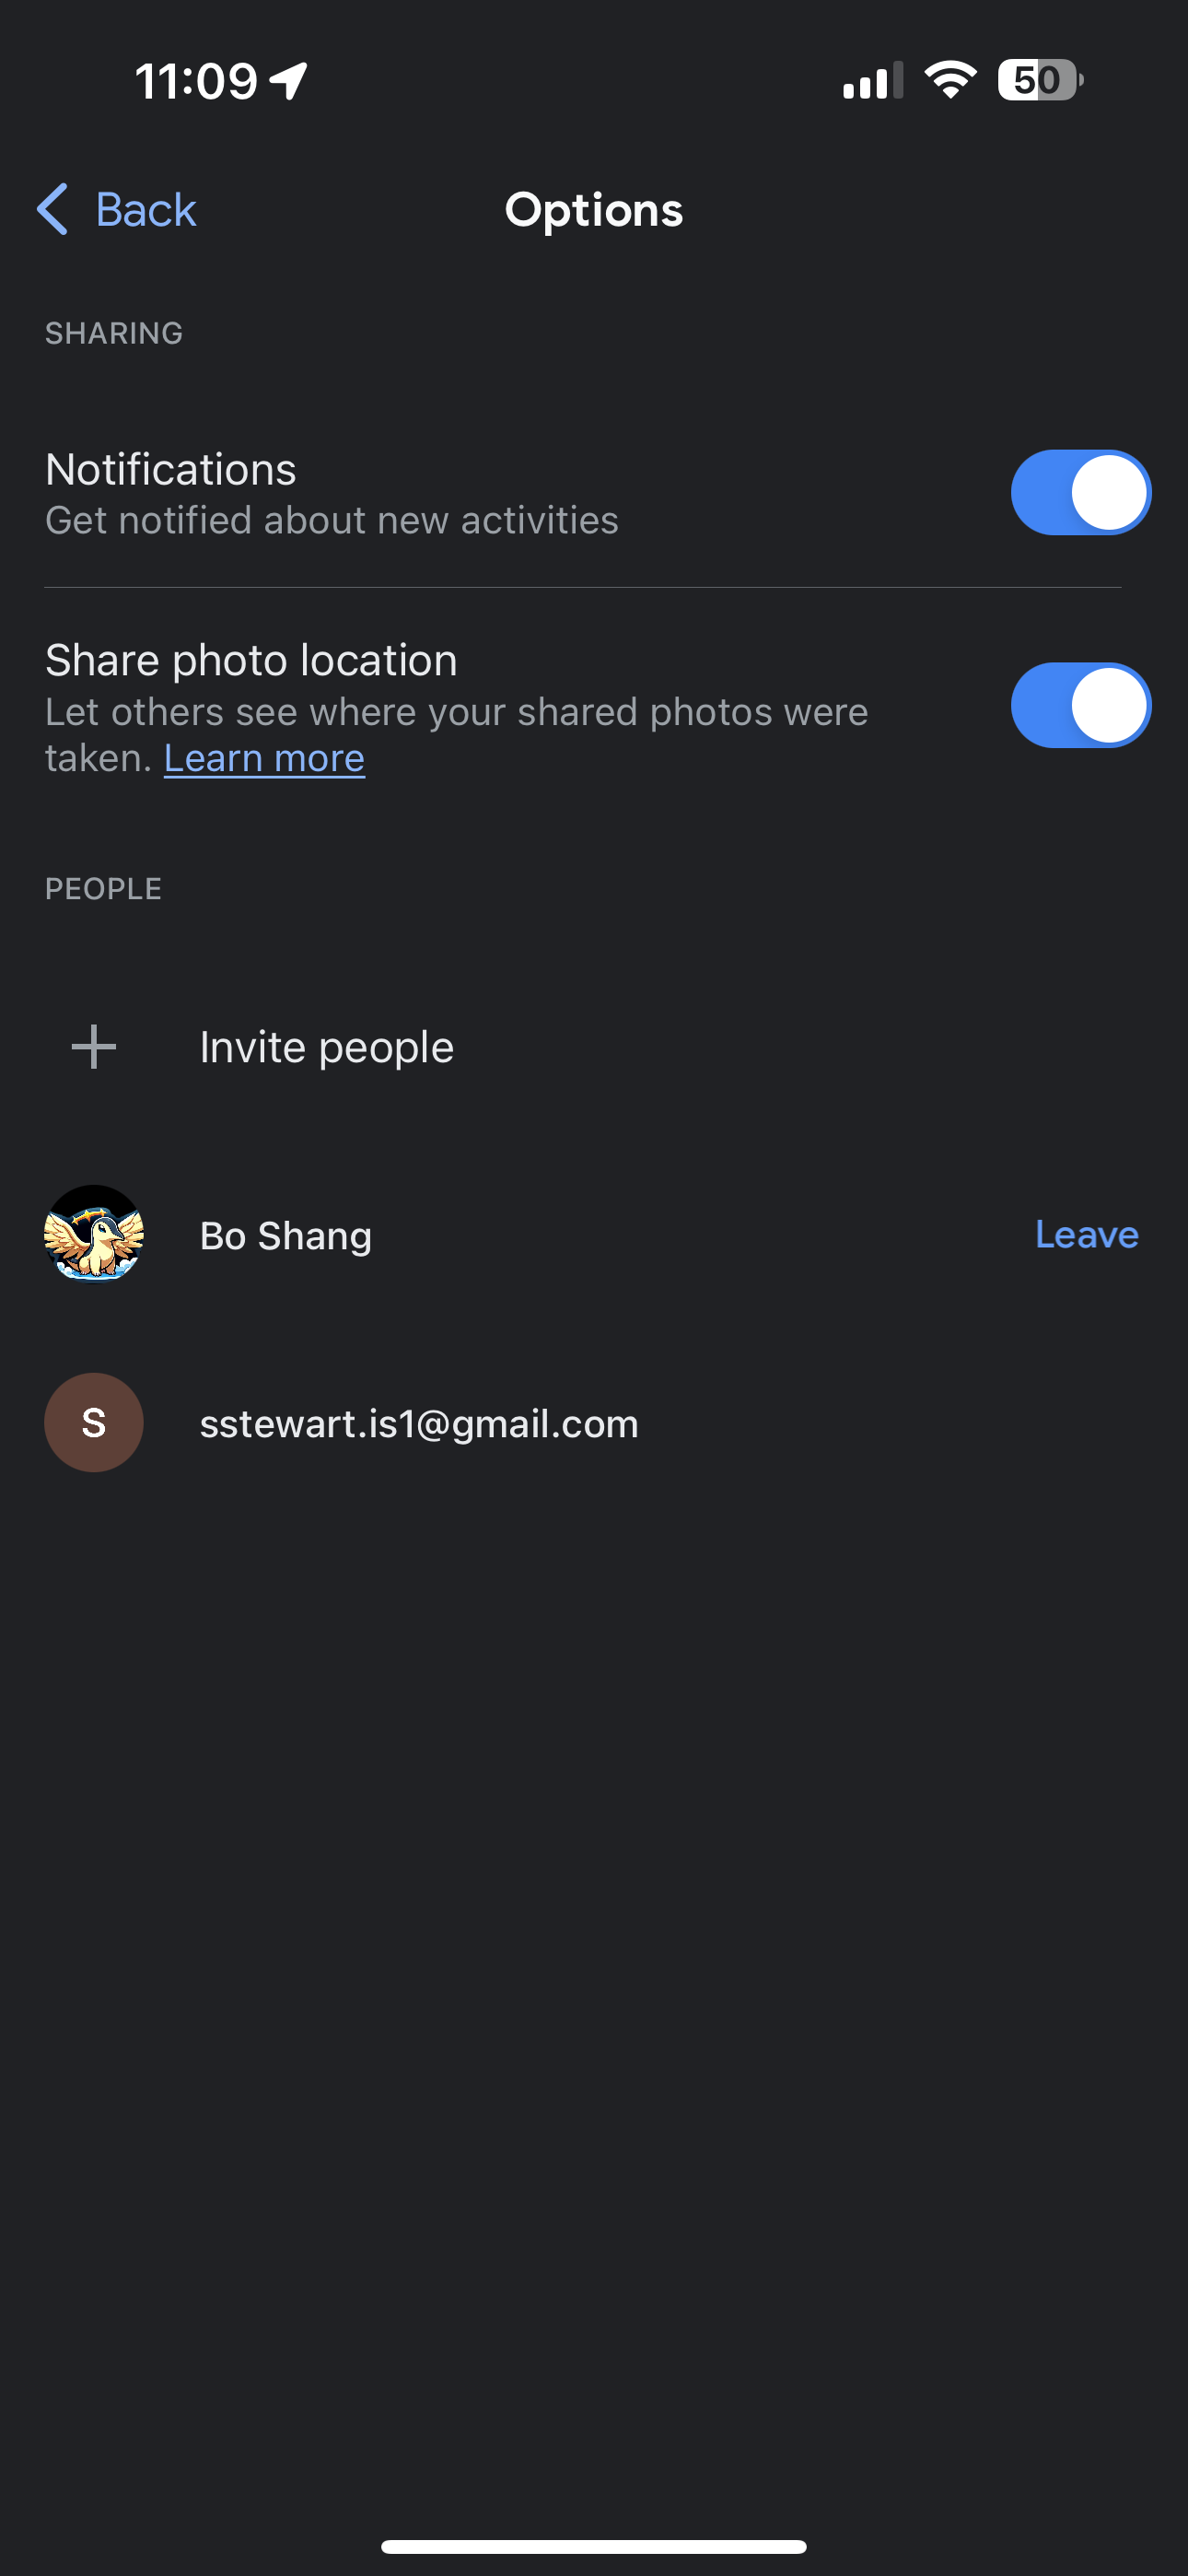 11:09
50
Back
Options
SHARING
Notifications
Get notified about new activities
Share photo location
Let others see where your shared photos were
taken. Learn more
PEOPLE
Invite people
Bo Shang
Leave
S
sstewart.is1@gmail.com